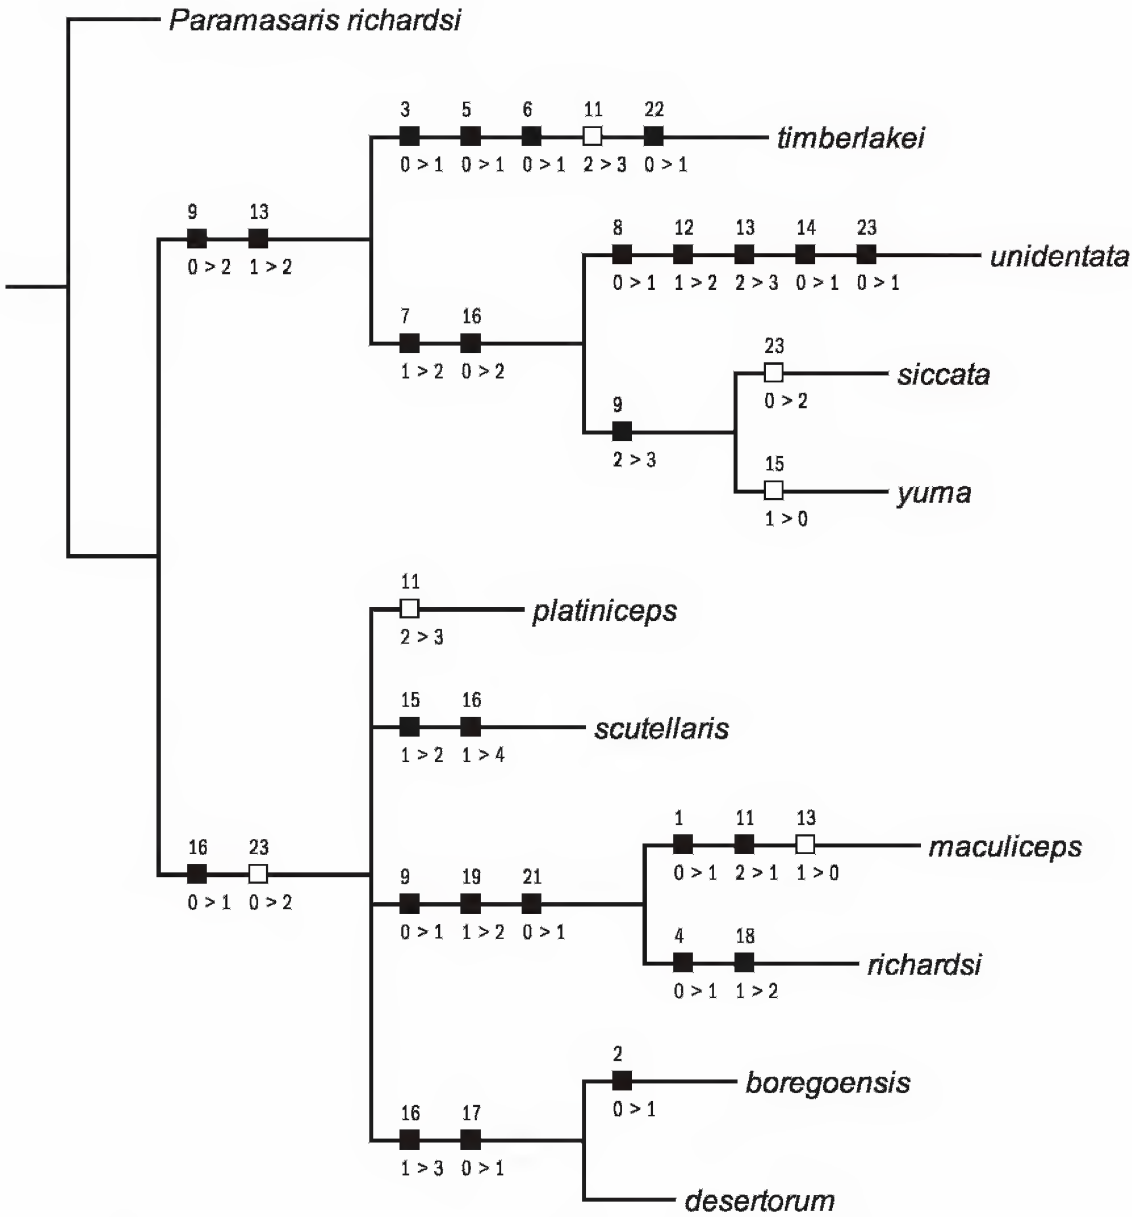 Paramasaris richardsi
3 5 6 11 22
0 > 1 0 > 1 0 > 1 2 > 3 0 > 1
timberlakei
9 13
0 > 2 1 > 2
8 12 13 14 23
0 > 1 1 > 2 2 > 3 0 > 1 0 > 1
unidentata
7 16
1 > 2 0 > 2
23
0 > 2
siccata
9
2 > 3
15
1 > 0
yuma
11
2 > 3
platiniceps
15 16
1 > 2 1 > 4
scutellaris
1 11 13
0 > 1 2 > 1 1 > 0
maculiceps
16 23
0 > 1 0 > 2
9 19 21
0 > 1 1 > 2 0 > 1
4 18
0 > 1 1 > 2
richardsi
2
0 > 1
boregoensis
16 17
1 > 3 0 > 1
desertorum